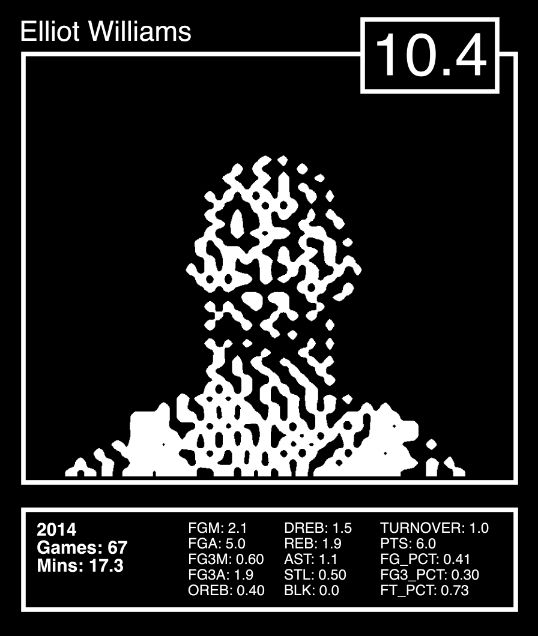 Elliot Williams
10.4
2014
Games: 67
Mins: 17.3
FGM: 2.1
FGA: 5.0
FG3M: 0.60
FG3A: 1.9
OREB: 0.40
DREB: 1.5
REB: 1.9
AST: 1.1
STL: 0.50
BLK: 0.0
TURNOVER: 1.0
PTS: 6.0
FG_PCT: 0.41
FG3_PCT: 0.30
FT_PCT: 0.73